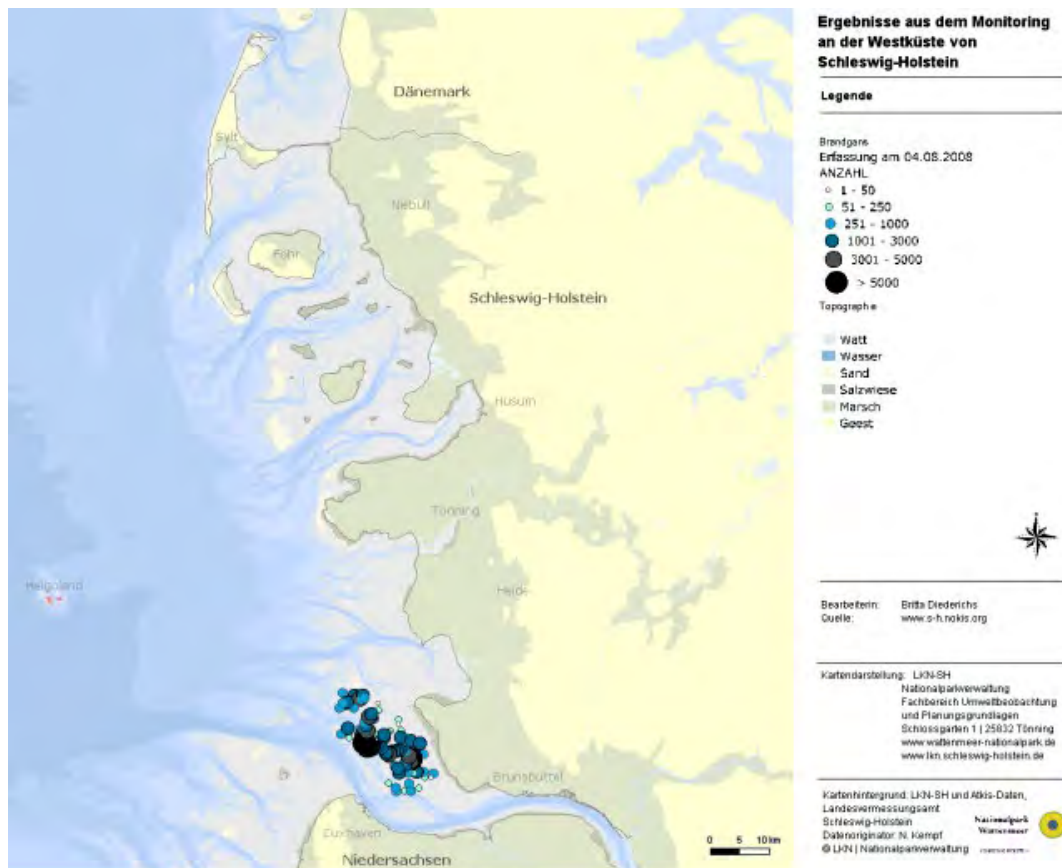 Ergebnisse aus dem Monitoring
an der Westküste von
Schleswig-Holstein
Legende
Brandgans
Erfassung am 04.08.2008
ANZAHL
1 - 50
51 - 250
251 - 1000
1001 - 3000
3001 - 5000
> 5000
Topographie
Watt
Wasser
Sand
Salzwiese
Marsch
Geest
Bearbeiterin: Britta Diederichs
Quelle: www.s-h.nokis.org
Kartendarstellung: LKN-SH
Nationalparkverwaltung
Fachbereich Umweltbeobachtung
und Planungsgrundlagen
Schlossgarten 1 | 25832 Tönning
www.wattenmeer-nationalpark.de
www.lkn.schleswig-holstein.de
Kartenhintergrund: LKN-SH und Atkis-Daten,
Landesvermessungsamt
Schleswig-Holstein
Datenoriginator: N. Kempf
© LKN | Nationalparkverwaltung
Nationalpark
Wattenmeer
Dänemark
Sylt
Nebüll
Föhr
Schleswig-Holstein
Husum
Tönning
Helgoland
Heide
Brunsbüttel
Cuxhaven
Niedersachsen
0 5 10km